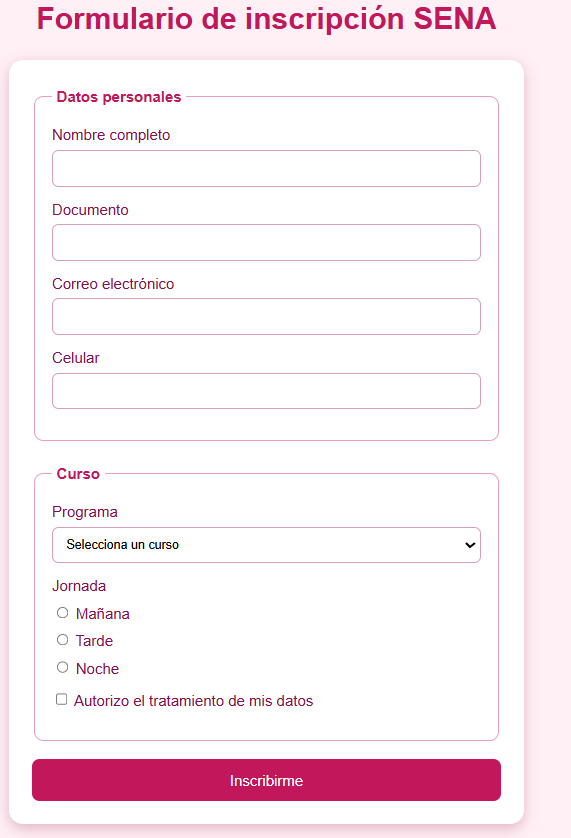 Formulario de inscripción SENA
Datos personales
Nombre completo
Documento
Correo electrónico
Celular
Curso
Programa
Selecciona un curso
Jornada
Mañana
Tarde
Noche
Autorizo el tratamiento de mis datos
Inscribirme